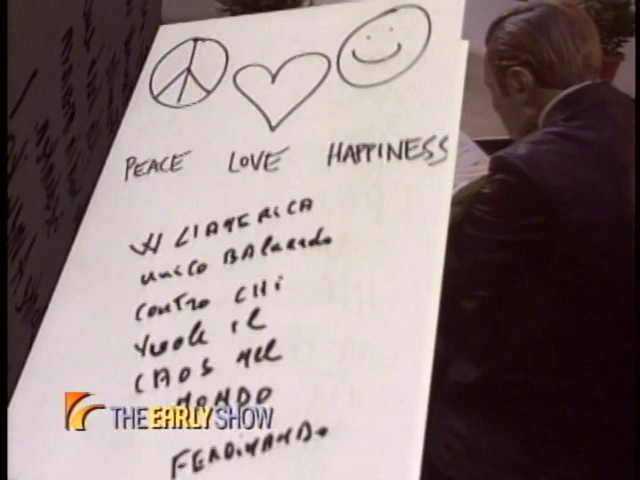 PEACE LOVE HAPPINESS
W L'AMERICA
UNICO BALUARDO
CONTRO CHI
VUOLE IL
CAOS NEL
MONDO
FERDINANDO
THE EARLY SHOW